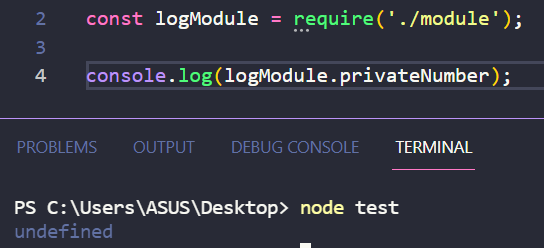 2 const logModule = require('./module');
3
4 console.log(logModule.privateNumber);
PROBLEMS OUTPUT DEBUG CONSOLE TERMINAL
PS C:\Users\ASUS\Desktop> node test
undefined